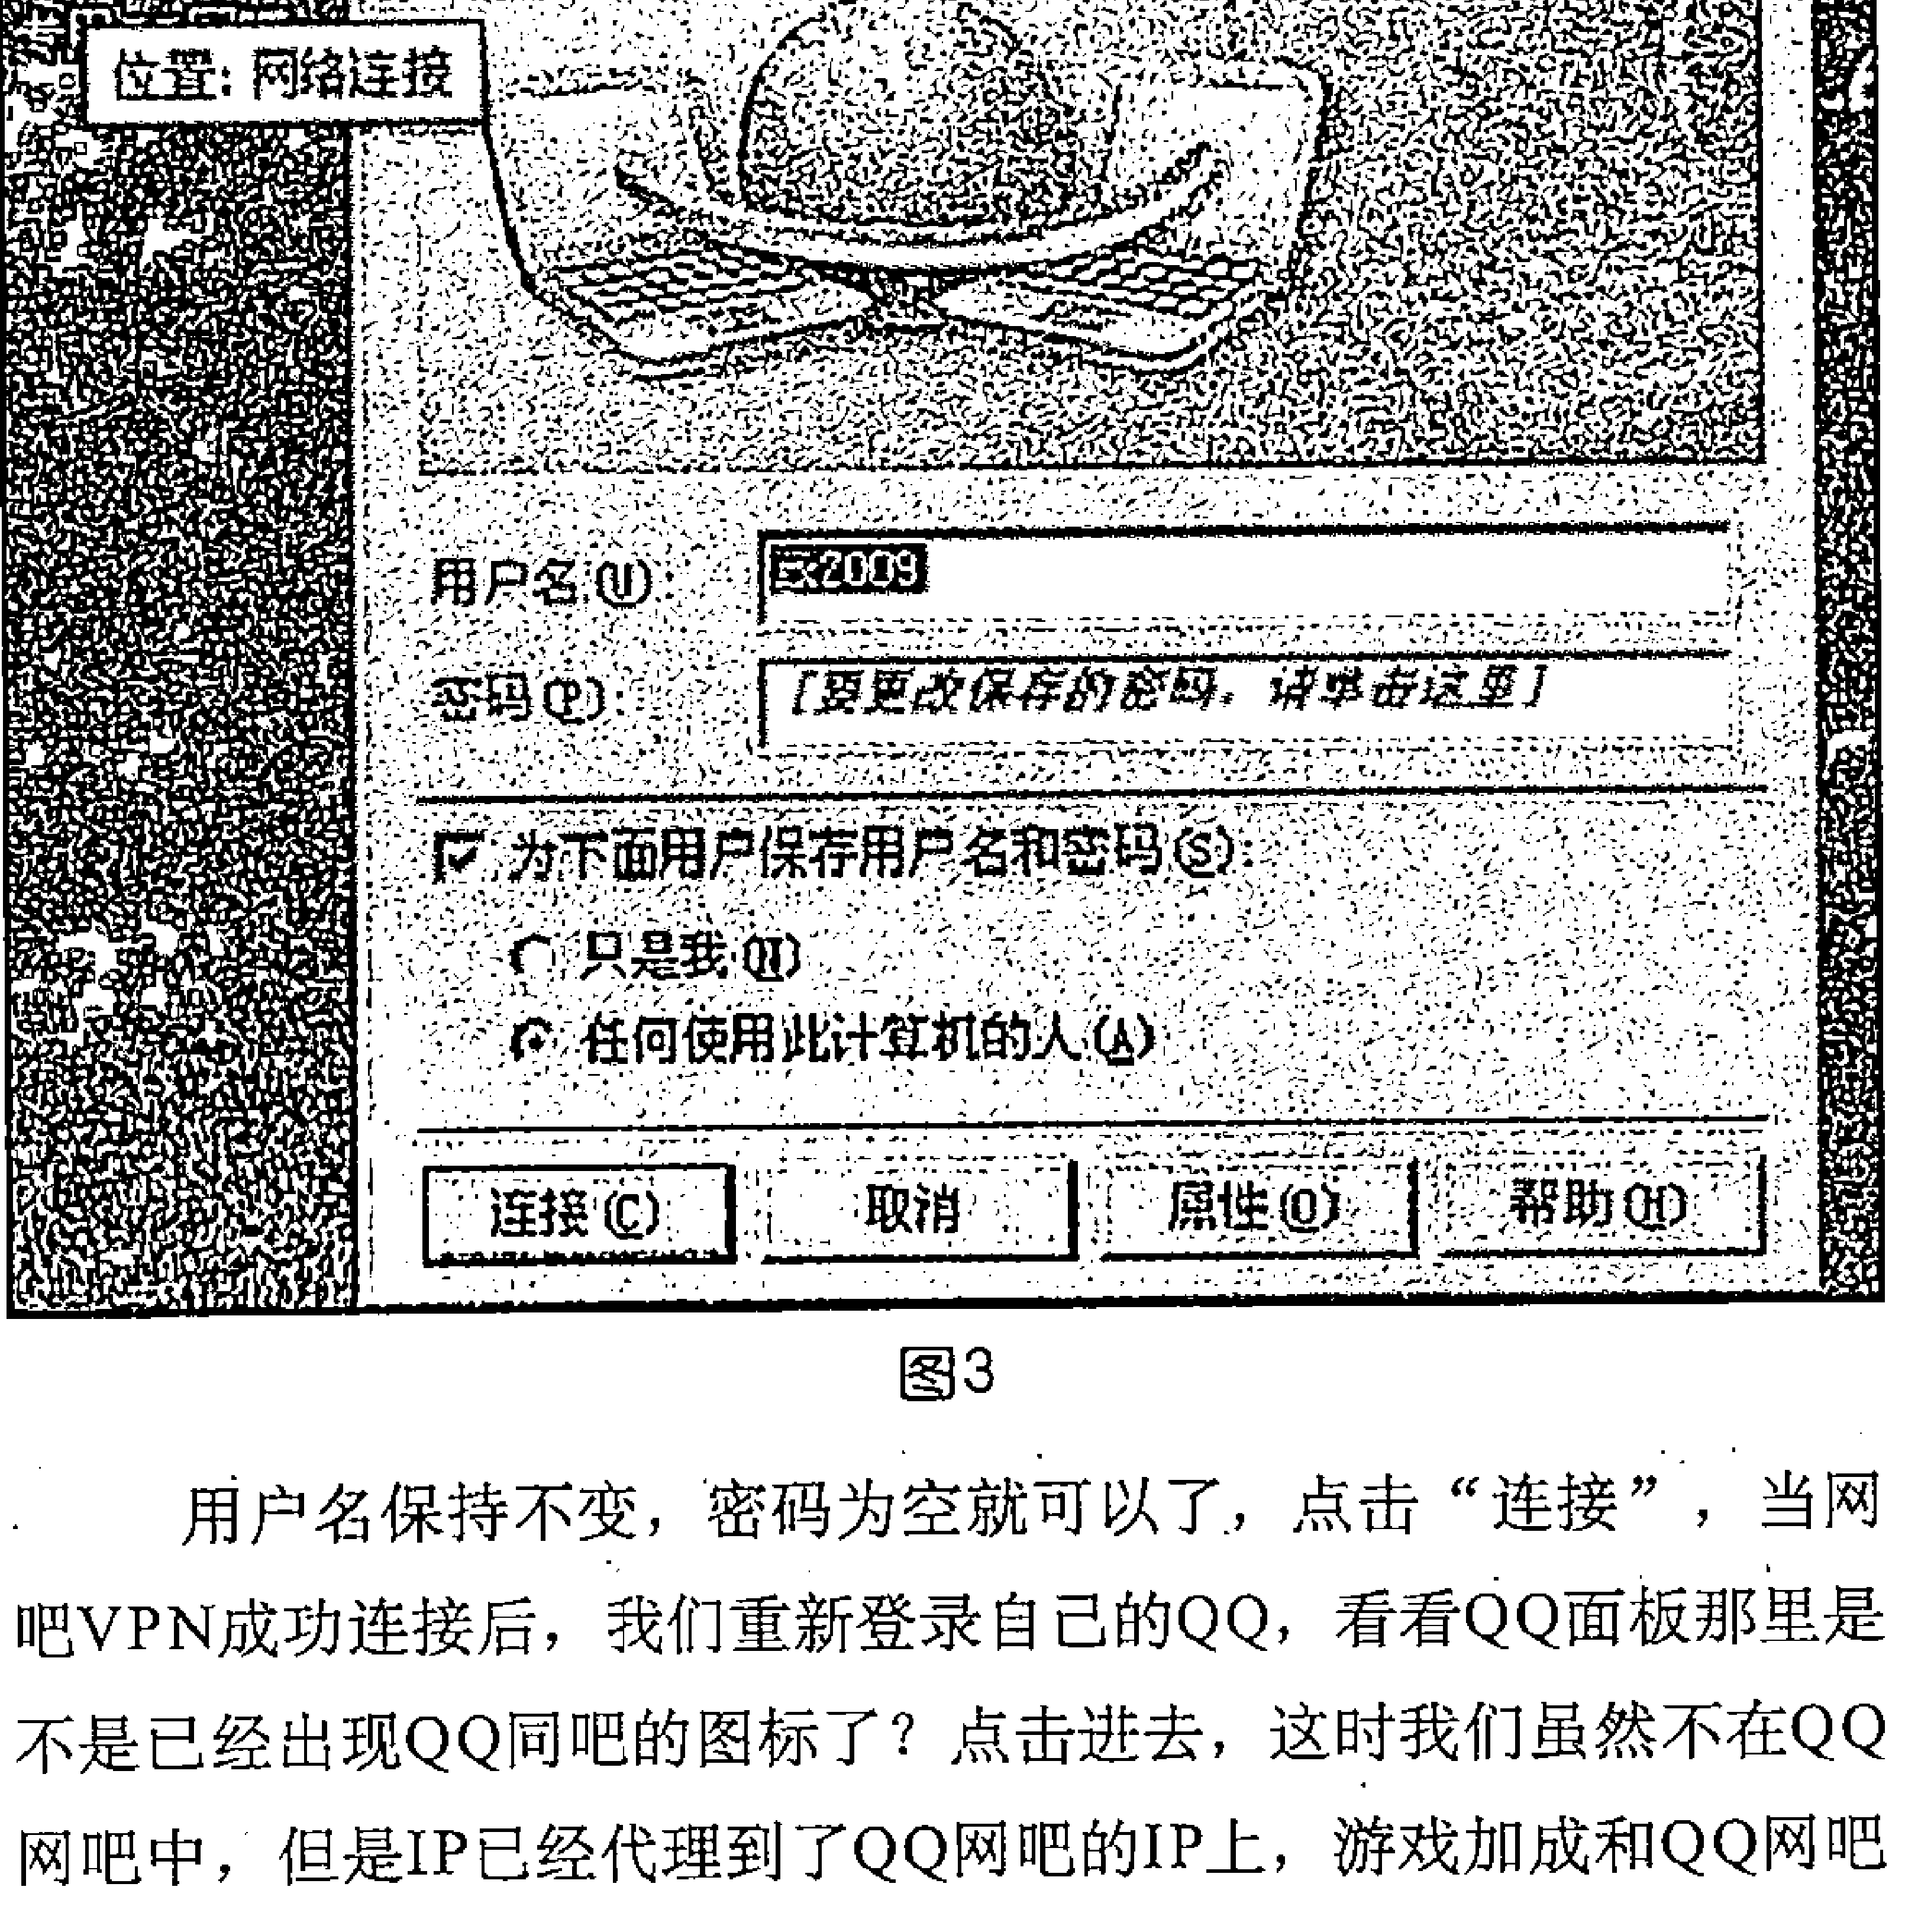 位置: 网络连接
用户名(U):
2009
密码(P):
[要更改保存的密码，请单击这里]
为下面用户保存用户名和密码(S):
只是我(N)
任何使用此计算机的人(A)
连接(C) 取消 属性(O) 帮助(H)
图3
用户名保持不变，密码为空就可以了，点击“连接”，当网
吧VPN成功连接后，我们重新登录自己的QQ，看看QQ面板那里是
不是已经出现QQ同吧的图标了？点击进去，这时我们虽然不在QQ
网吧中，但是IP已经代理到了QQ网吧的IP上，游戏加成和QQ网吧